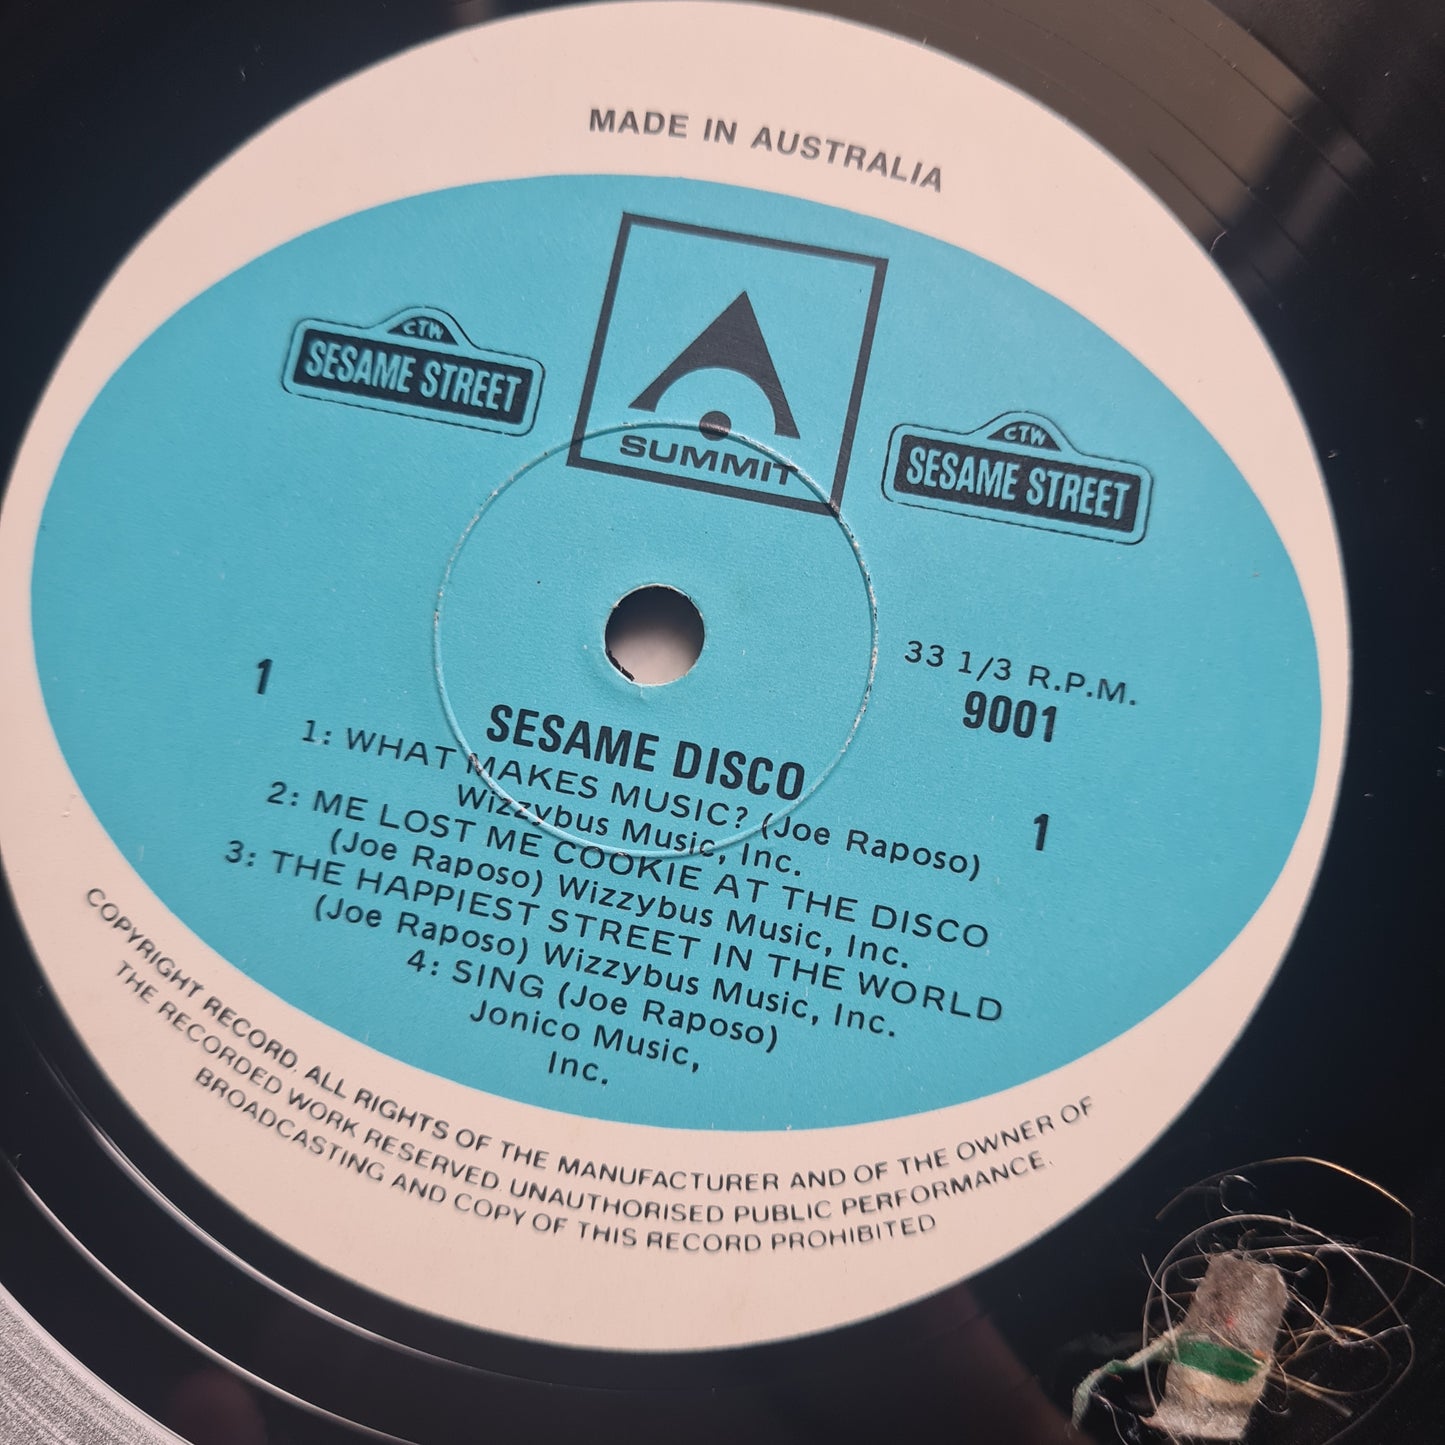 MADE IN AUSTRALIA
CTW
SESAME STREET
SUMMIT
CTW
SESAME STREET
33 1/3 R.P.M.
9001
1
1
SESAME DISCO
1: WHAT MAKES MUSIC? (Joe Raposo)
Wizzybus Music, Inc.
2: ME LOST ME COOKIE AT THE DISCO
(Joe Raposo) Wizzybus Music, Inc.
3: THE HAPPIEST STREET IN THE WORLD
(Joe Raposo) Wizzybus Music, Inc.
4: SING (Joe Raposo)
Jonico Music,
Inc.
COPYRIGHT RECORD. ALL RIGHTS OF THE MANUFACTURER AND OF THE OWNER OF
THE RECORDED WORK RESERVED. UNAUTHORISED PUBLIC PERFORMANCE,
BROADCASTING AND COPY OF THIS RECORD PROHIBITED